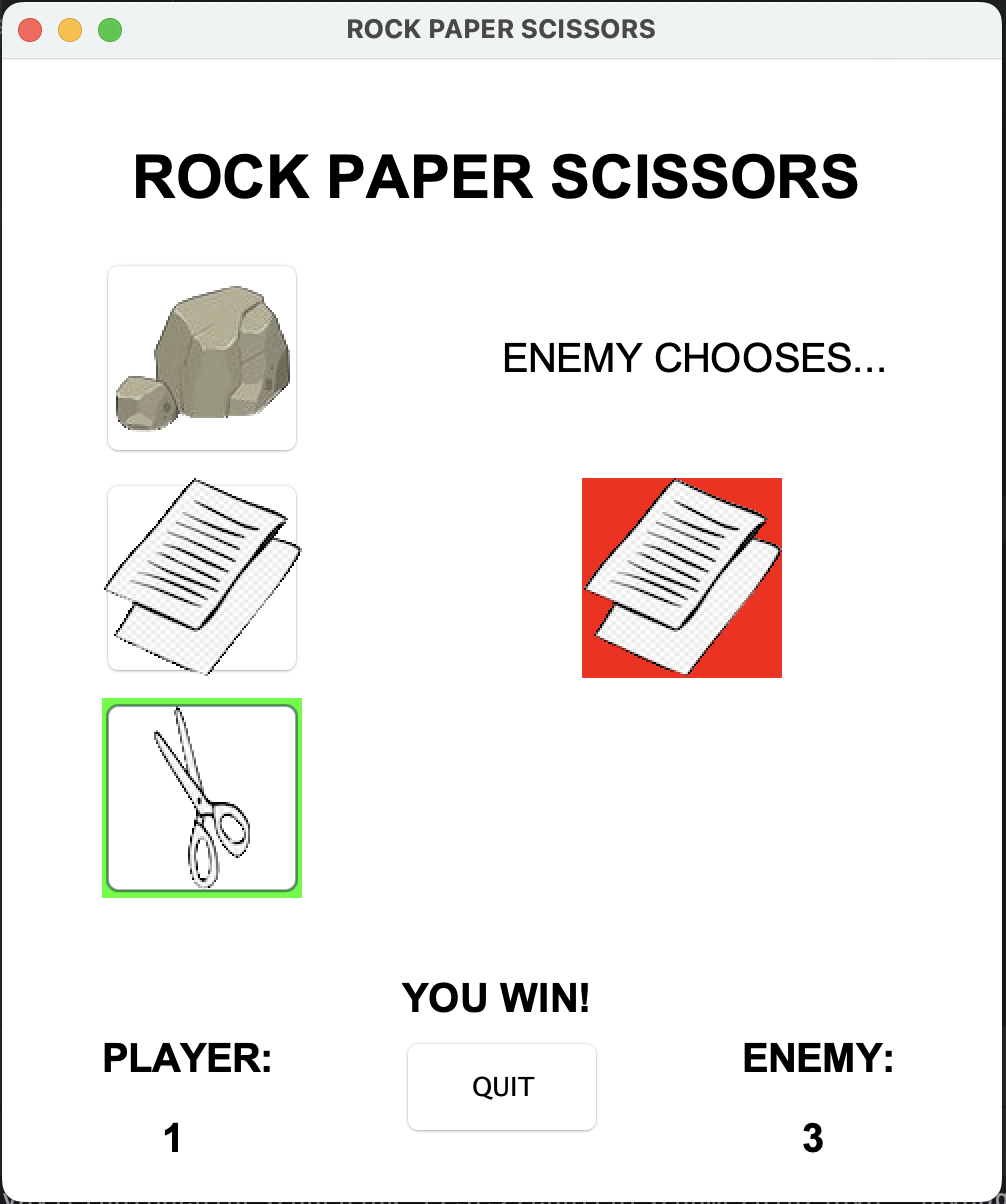 ROCK PAPER SCISSORS
ROCK PAPER SCISSORS
ENEMY CHOOSES...
YOU WIN!
PLAYER:
QUIT
ENEMY:
1
3